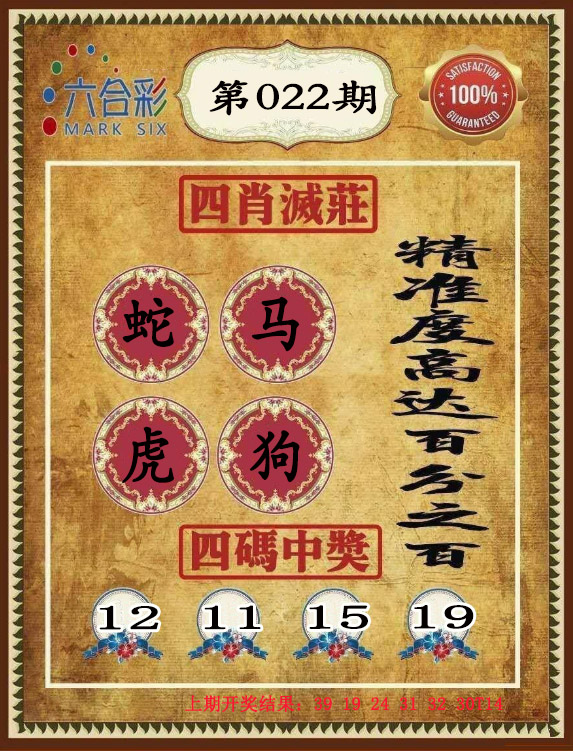 六合彩
MARK SIX
第022期
SATISFACTION
100%
GUARANTEED
四肖滅莊
蛇 马
虎 狗
精准度高达百分之百
四碼中獎
12 11 15 19
上期开奖结果：39 19 24 31 32 30T14